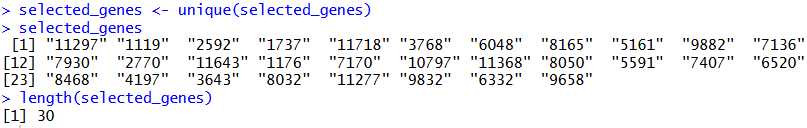 > selected_genes <- unique(selected_genes)
> selected_genes
[1] "11297" "1119" "2592" "1737" "11718" "3768" "6048" "8165" "5161" "9882" "7136"
[12] "7930" "2770" "11643" "1176" "7170" "10797" "11368" "8050" "5591" "7407" "6520"
[23] "8468" "4197" "3643" "8032" "11277" "9832" "6332" "9658"
> length(selected_genes)
[1] 30